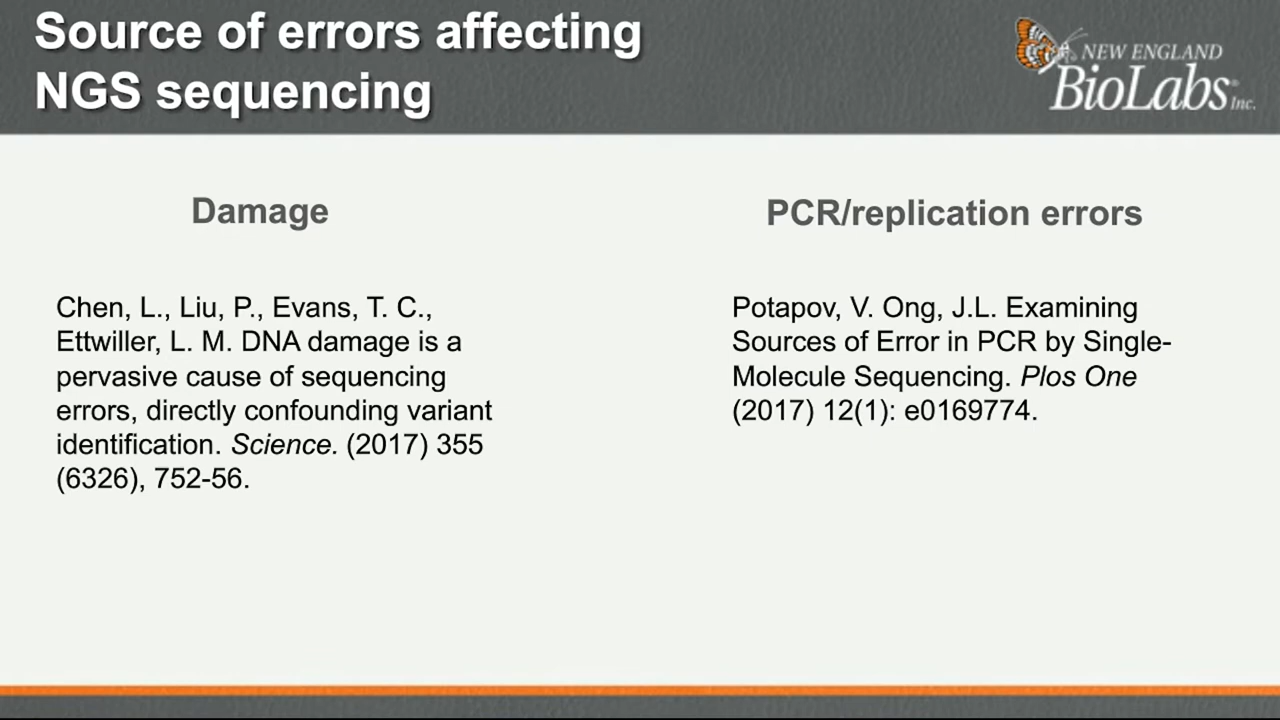 Source of errors affecting
NGS sequencing
NEW ENGLAND
BioLabs® Inc.
Damage
Chen, L., Liu, P., Evans, T. C.,
Ettwiller, L. M. DNA damage is a
pervasive cause of sequencing
errors, directly confounding variant
identification. Science. (2017) 355
(6326), 752-56.
PCR/replication errors
Potapov, V. Ong, J.L. Examining
Sources of Error in PCR by Single-
Molecule Sequencing. Plos One
(2017) 12(1): e0169774.